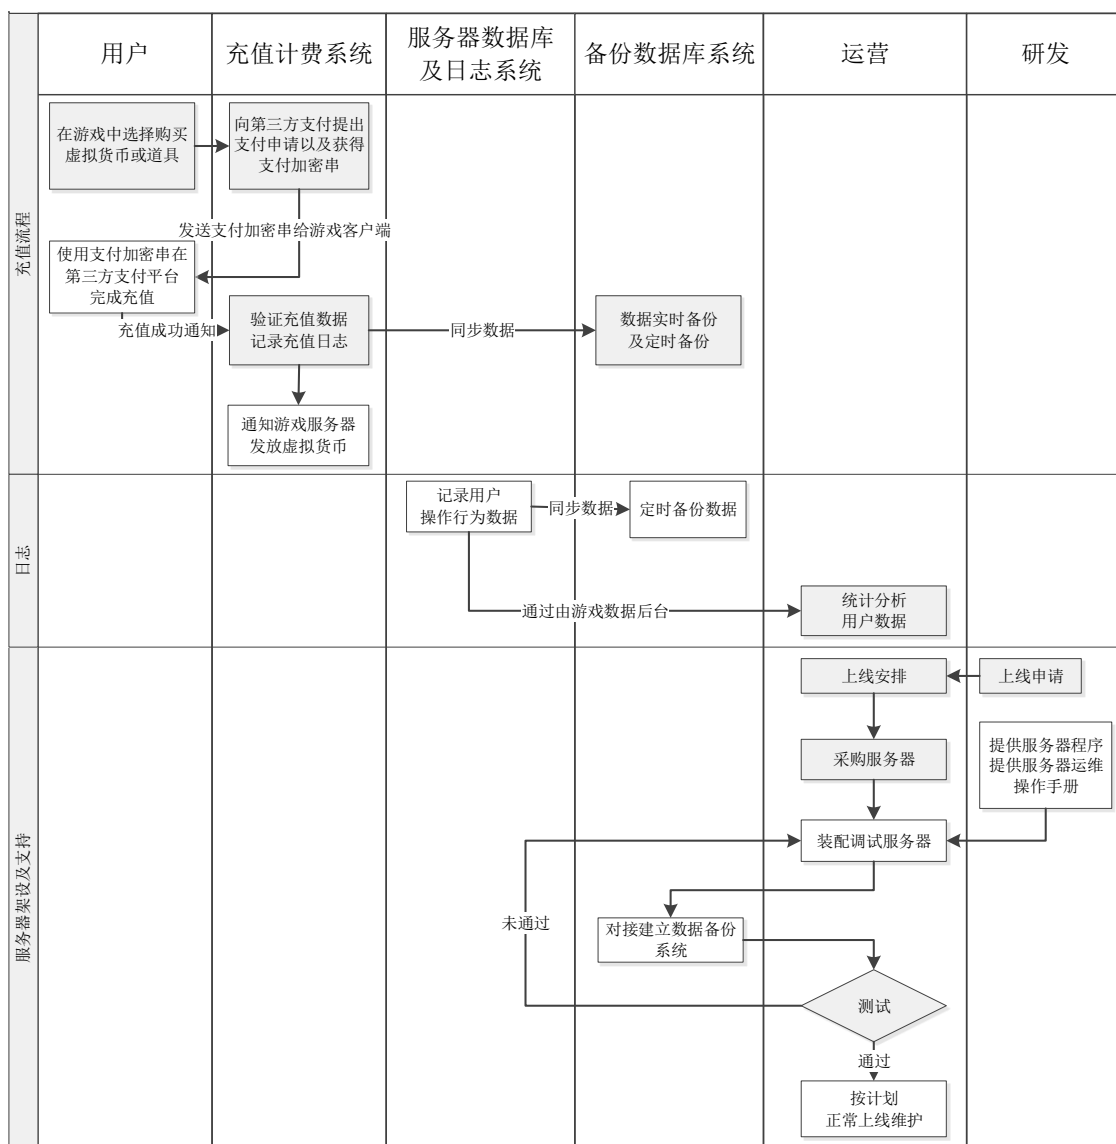 用户
充值计费系统
服务器数据库
及日志系统
备份数据库系统
运营
研发
充值流程
在游戏中选择购买
虚拟货币或道具
向第三方支付提出
支付申请以及获得
支付加密串
发送支付加密串给游戏客户端
使用支付加密串在
第三方支付平台
完成充值
充值成功通知
验证充值数据
记录充值日志
同步数据
数据实时备份
及定时备份
通知游戏服务器
发放虚拟货币
日志
记录用户
操作行为数据
同步数据
定时备份数据
通过由游戏数据后台
统计分析
用户数据
服务器架设及支持
上线安排
上线申请
采购服务器
提供服务器程序
提供服务器运维
操作手册
装配调试服务器
未通过
对接建立数据备份
系统
测试
通过
按计划
正常上线维护